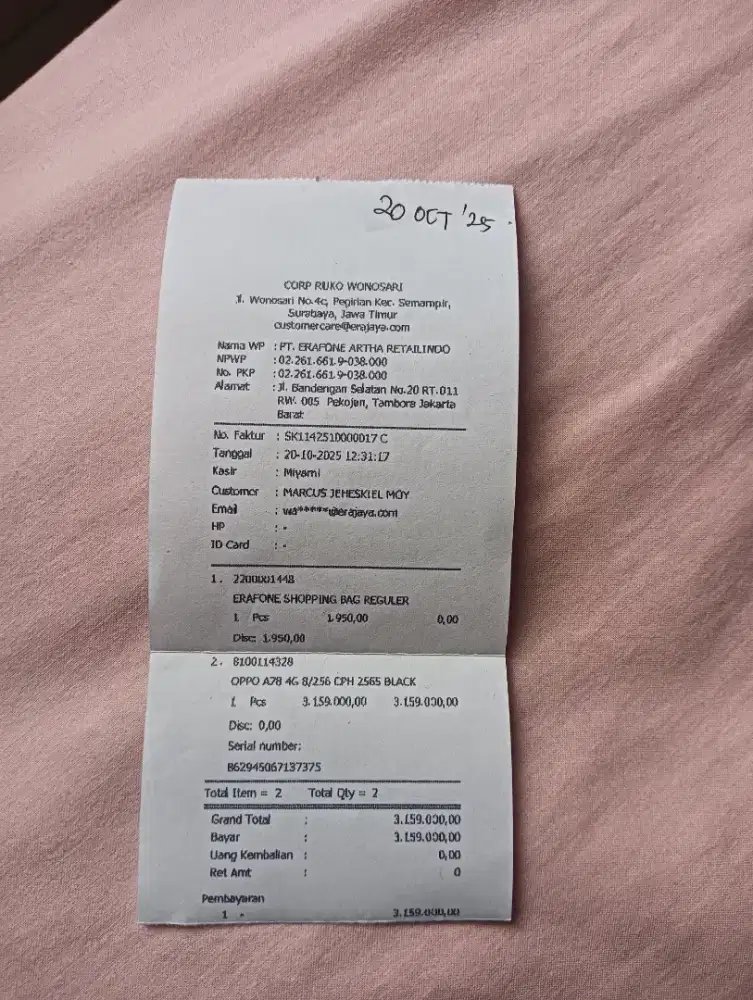 20 OCT '25
CORP RUKO WONOSARI
Jl. Wonosari No.4c, Pegirian Kec. Semampir,
Surabaya, Jawa Timur
customercare@erajaya.com
Nama WP : PT. ERAFONE ARTHA RETAILINDO
NPWP : 02.261.661.9-038.000
No. PKP : 02.261.661.9-038.000
Alamat : Jl. Bandengan Selatan No.20 RT.011
RW. 005 Pekojan, Tambora Jakarta
Barat
No. Faktur : SK1142510000017 C
Tanggal : 20-10-2025 12:31:17
Kasir : Miyami
Customer : MARCUS JEHESKIEL MOY
Email : wa******@erajaya.com
HP : -
ID Card : -
1. 2200001448
ERAFONE SHOPPING BAG REGULER
1 Pcs 1.950,00 0,00
Disc: 1.950,00
2. 8100114328
OPPO A78 4G 8/256 CPH 2565 BLACK
1 Pcs 3.159.000,00 3.159.000,00
Disc: 0,00
Serial number:
862945067137375
Total Item = 2 Total Qty = 2
Grand Total : 3.159.000,00
Bayar : 3.159.000,00
Uang Kembalian : 0,00
Ret Amt : 0
Pembayaran
1 - 3.159.000,00